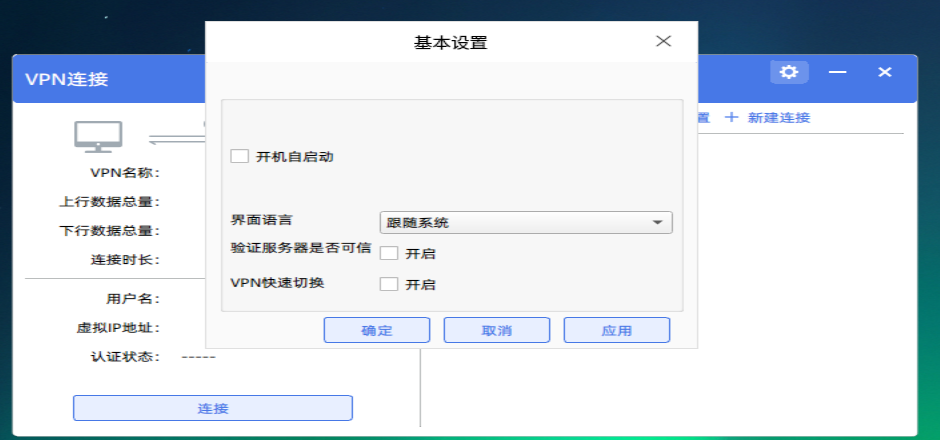 基本设置
VPN连接
置 + 新建连接
开机自启动
VPN名称：
上行数据总量：
界面语言 跟随系统
下行数据总量：
验证服务器是否可信 开启
连接时长：
VPN快速切换 开启
用户名：
虚拟IP地址：
确定 取消 应用
认证状态： -----
连接